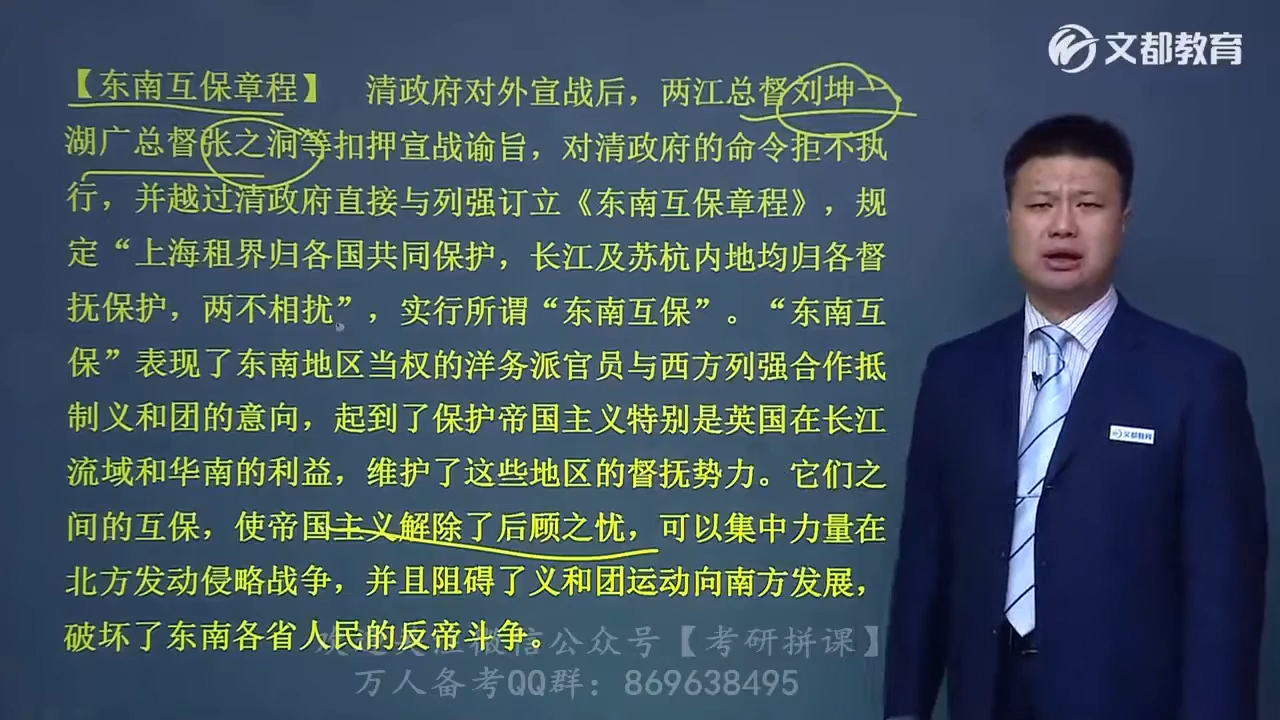 文都教育
【东南互保章程】 清政府对外宣战后，两江总督刘坤一
湖广总督张之洞等扣押宣战谕旨，对清政府的命令拒不执
行，并越过清政府直接与列强订立《东南互保章程》，规
定“上海租界归各国共同保护，长江及苏杭内地均归各督
抚保护，两不相扰”，实行所谓“东南互保”。“东南互
保”表现了东南地区当权的洋务派官员与西方列强合作抵
制义和团的意向，起到了保护帝国主义特别是英国在长江
流域和华南的利益，维护了这些地区的督抚势力。它们之
间的互保，使帝国主义解除了后顾之忧，可以集中力量在
北方发动侵略战争，并且阻碍了义和团运动向南方发展，
破坏了东南各省人民的反帝斗争。
微信公众号【考研拼课】
万人备考QQ群：869638495
文都教育